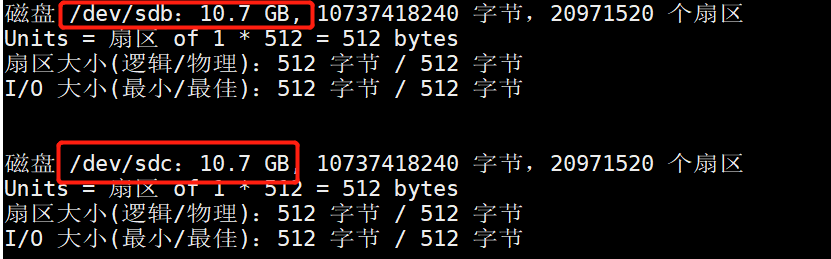 磁盘 /dev/sdb：10.7 GB, 10737418240 字节，20971520 个扇区
Units = 扇区 of 1 * 512 = 512 bytes
扇区大小(逻辑/物理)：512 字节 / 512 字节
I/O 大小(最小/最佳)：512 字节 / 512 字节
磁盘 /dev/sdc：10.7 GB, 10737418240 字节，20971520 个扇区
Units = 扇区 of 1 * 512 = 512 bytes
扇区大小(逻辑/物理)：512 字节 / 512 字节
I/O 大小(最小/最佳)：512 字节 / 512 字节